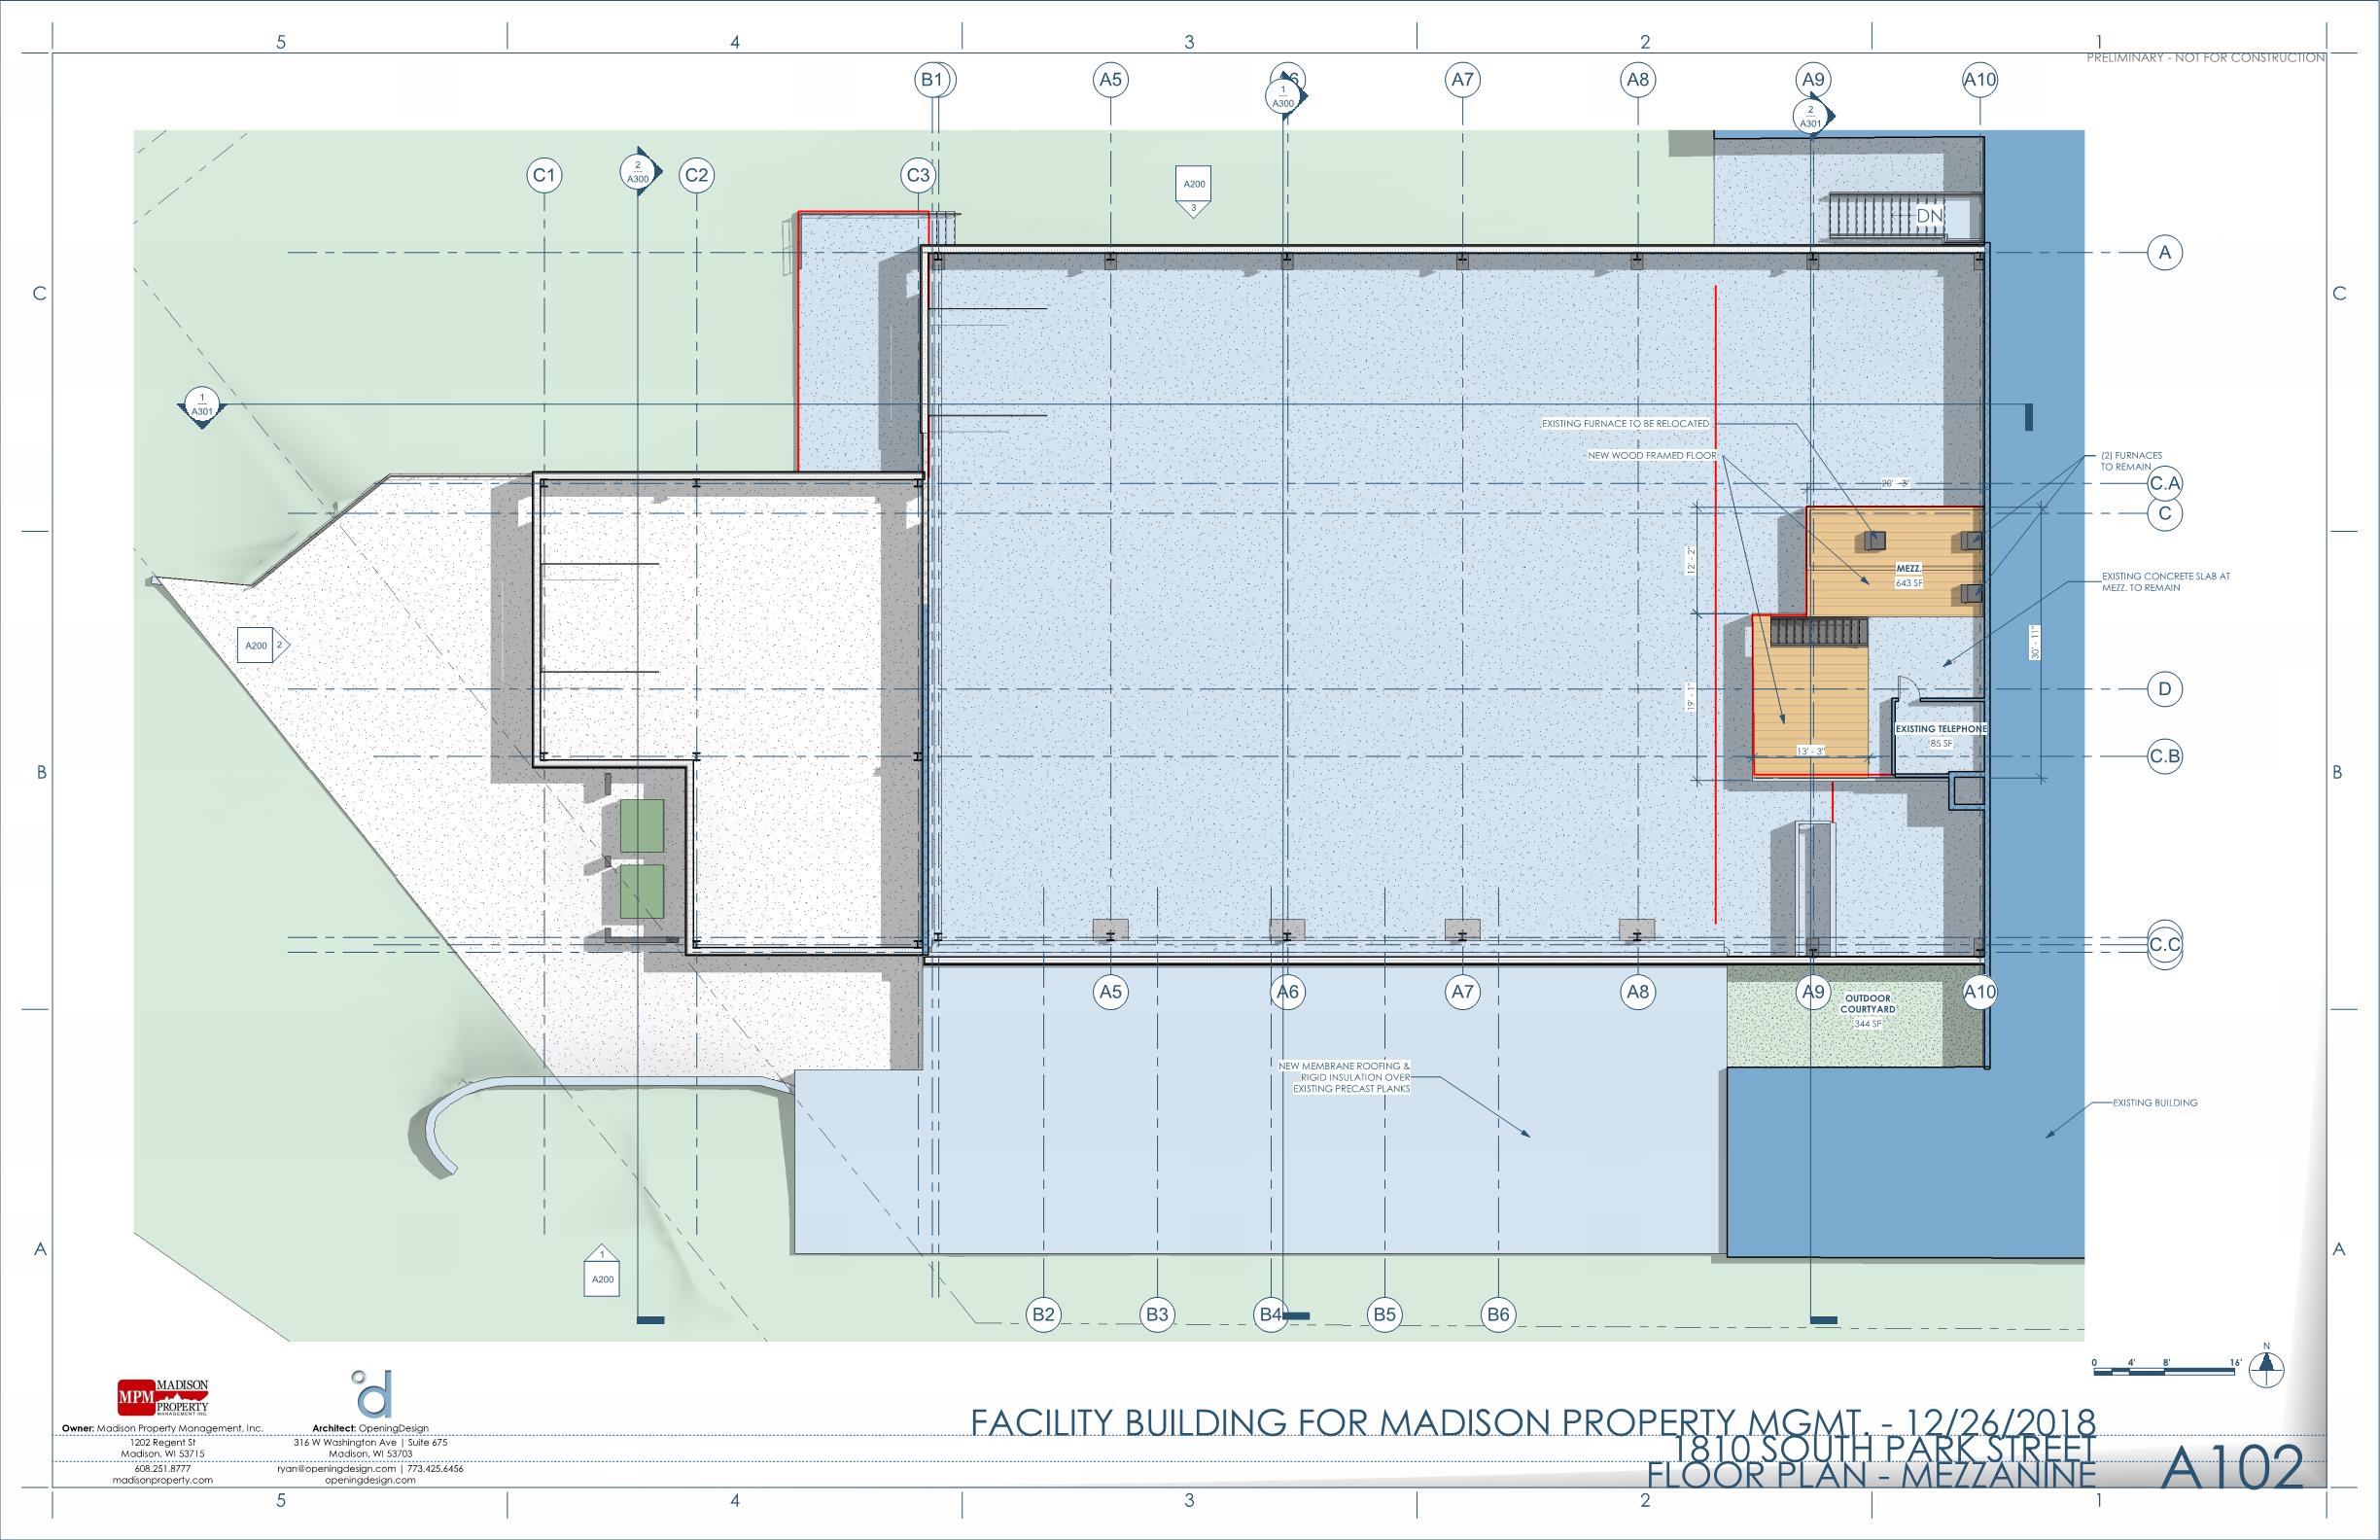 5 4 3 2 1
PRELIMINARY - NOT FOR CONSTRUCTION
B1 A5 A6 A7 A8 A9 A10
1
A300
2
A301
C1 C2 C3
2
A300
A200
3
DN
A
C
C
1
A301
EXISTING FURNACE TO BE RELOCATED
NEW WOOD FRAMED FLOOR
(2) FURNACES
TO REMAIN
20' - 3"
C.A
C
12' - 2"
MEZZ.
643 SF
EXISTING CONCRETE SLAB AT
MEZZ. TO REMAIN
A200 2
30' - 11"
D
19' - 1"
EXISTING TELEPHONE
85 SF
13' - 3"
C.B
B
B
C.C
A5 A6 A7 A8 A9 A10
OUTDOOR
COURTYARD
344 SF
NEW MEMBRANE ROOFING &
RIGID INSULATION OVER
EXISTING PRECAST PLANKS
EXISTING BUILDING
A
A
1
A200
B2 B3 B4 B5 B6
N
0 4' 8' 16'
MPM MADISON
PROPERTY
MANAGEMENT INC.
d
Owner: Madison Property Management, Inc.
1202 Regent St
Madison, WI 53715
608.251.8777
madisonproperty.com
Architect: OpeningDesign
316 W Washington Ave | Suite 675
Madison, WI 53703
ryan@openingdesign.com | 773.425.6456
openingdesign.com
FACILITY BUILDING FOR MADISON PROPERTY MGMT. - 12/26/2018
1810 SOUTH PARK STREET
FLOOR PLAN - MEZZANINE
A102
5 4 3 2 1